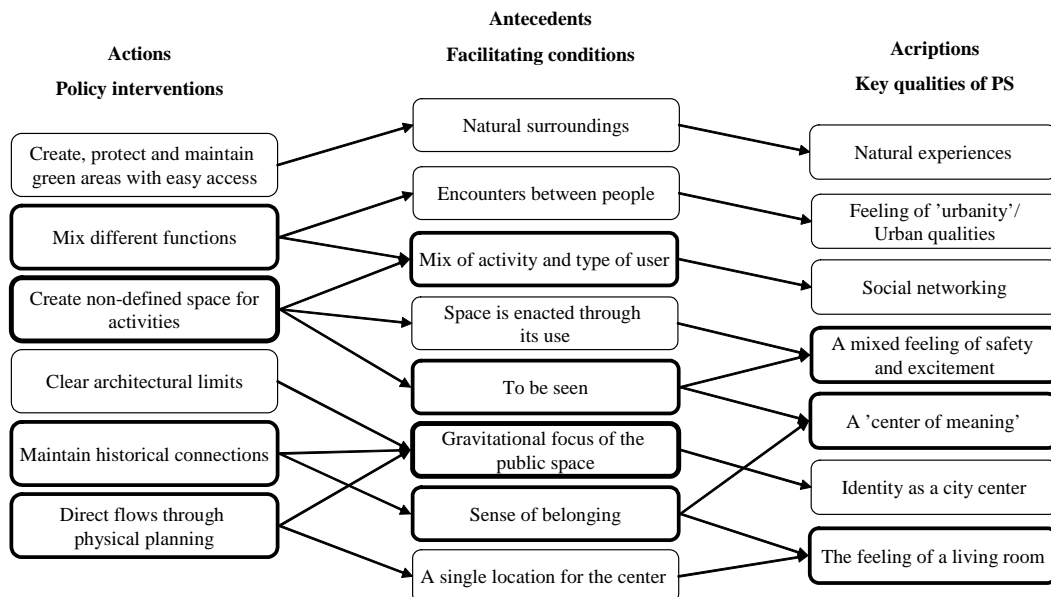 Actions
Policy interventions
Create, protect and maintain
green areas with easy access
Mix different functions
Create non-defined space for
activities
Clear architectural limits
Maintain historical connections
Direct flows through
physical planning
Antecedents
Facilitating conditions
Natural surroundings
Encounters between people
Mix of activity and type of user
Space is enacted through
its use
To be seen
Gravitational focus of the
public space
Sense of belonging
A single location for the center
Acriptions
Key qualities of PS
Natural experiences
Feeling of ’urbanity’/
Urban qualities
Social networking
A mixed feeling of safety
and excitement
A ’center of meaning’
Identity as a city center
The feeling of a living room